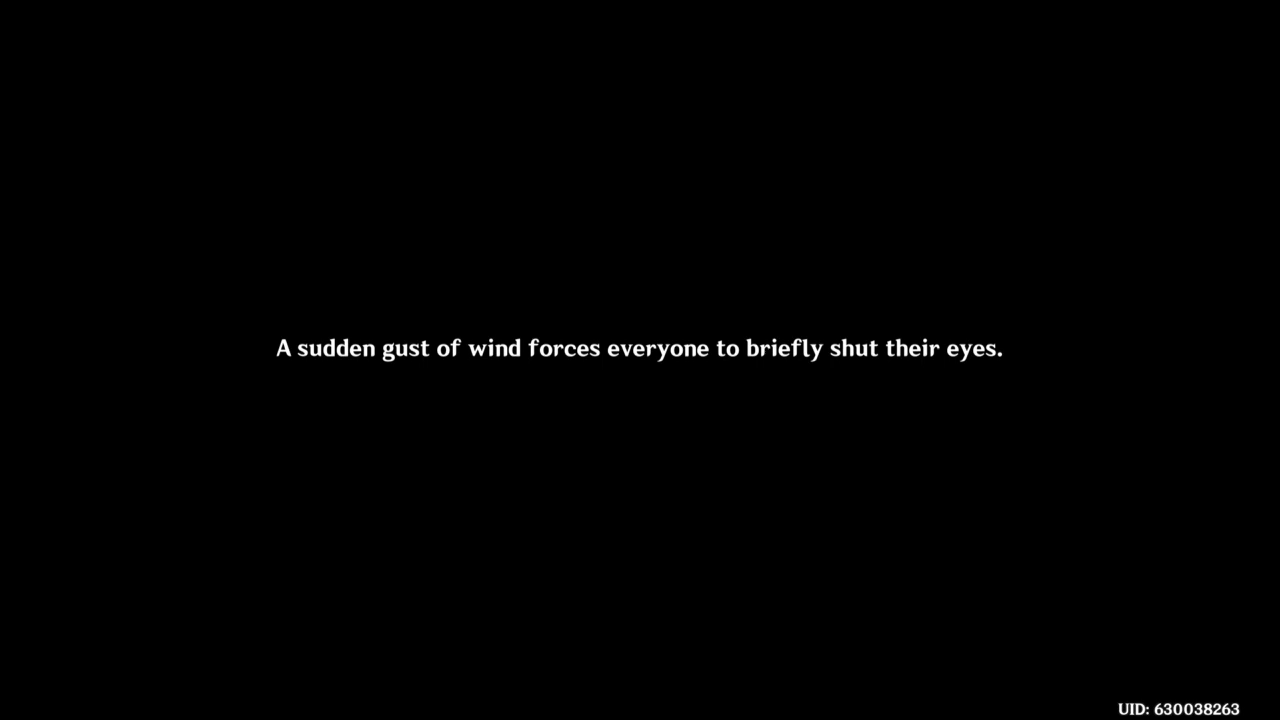 A sudden gust of wind forces everyone to briefly shut their eyes.
UID: 630038263